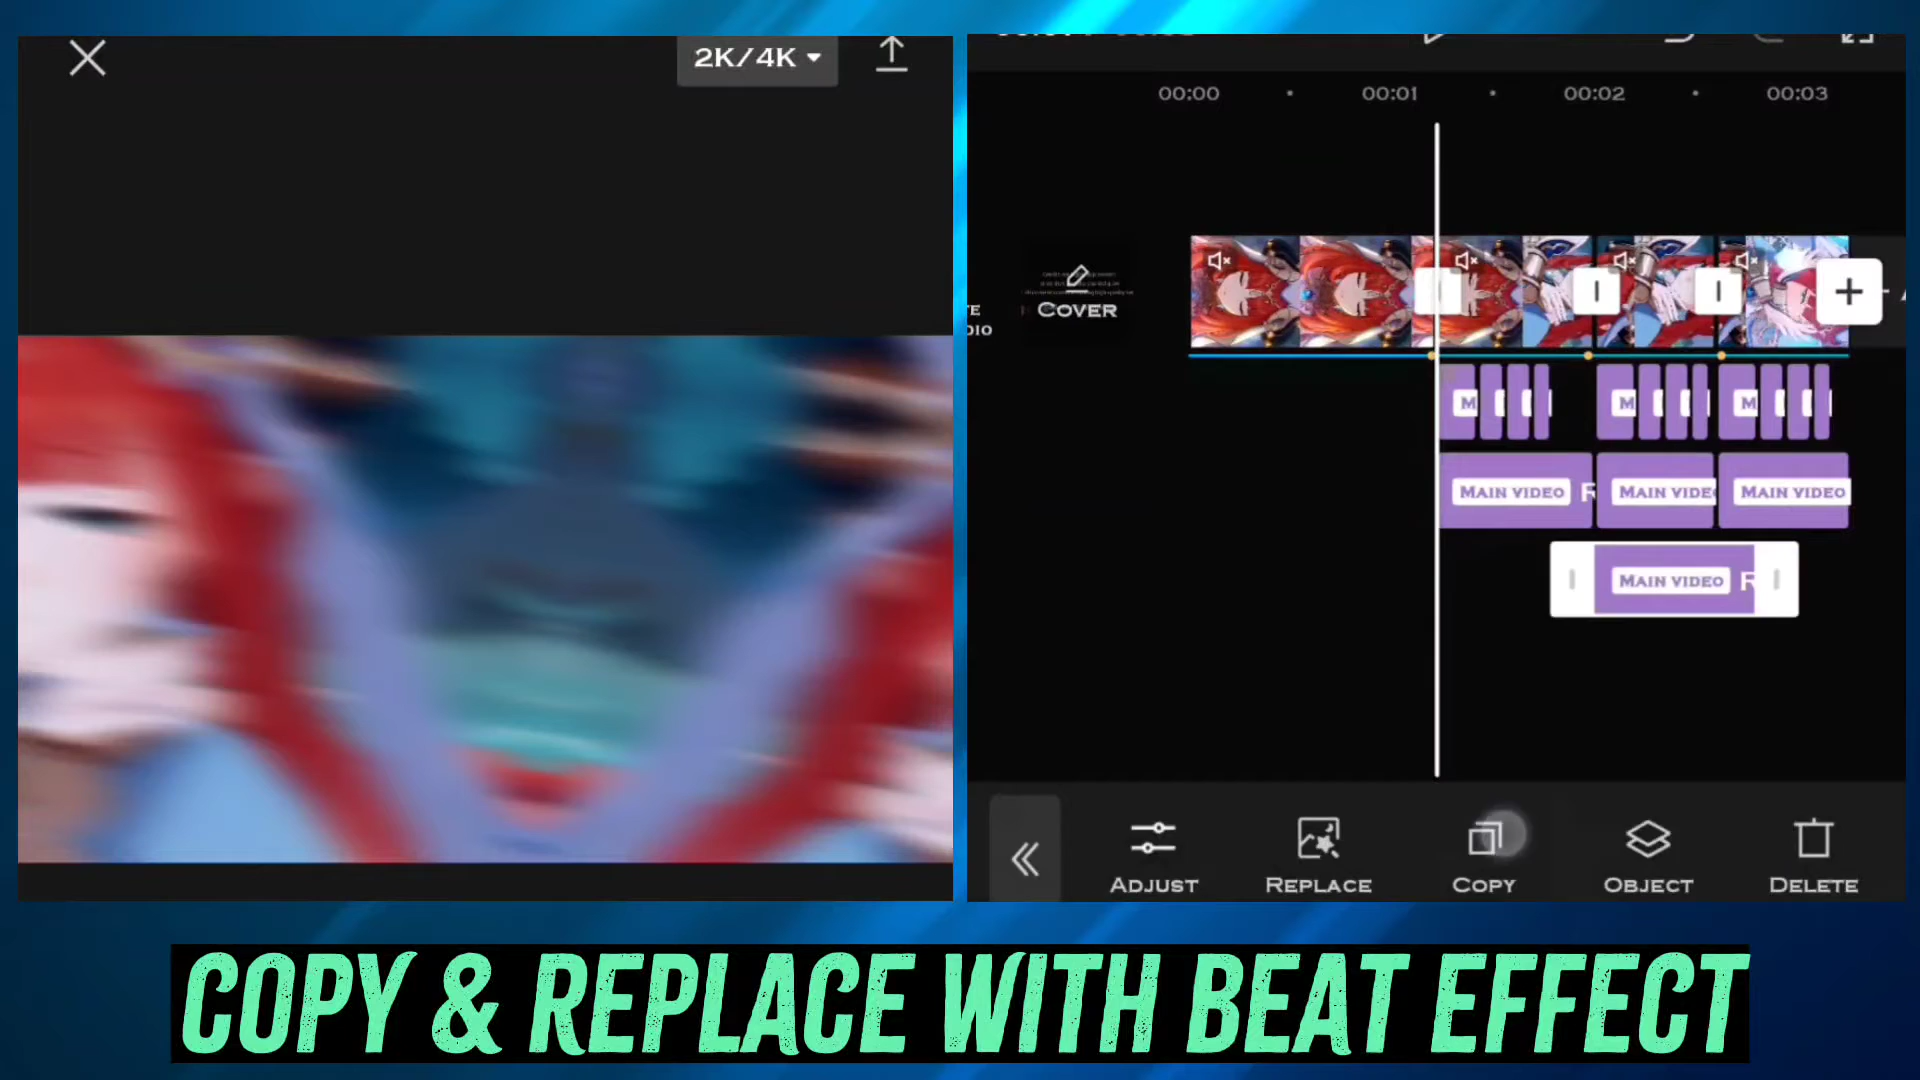 2K/4K
00:00 00:01 00:02 00:03
COVER
MAIN VIDEO MAIN VIDE MAIN VIDEO
MAIN VIDEO
ADJUST REPLACE COPY OBJECT DELETE
COPY & REPLACE WITH BEAT EFFECT